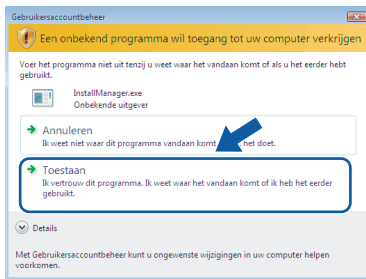 Gebruikersaccountbeheer
Een onbekend programma wil toegang tot uw computer verkrijgen
Voer het programma niet uit tenzij u weet waar het vandaan komt of als u het eerder hebt
gebruikt.
InstallManager.exe
Onbekende uitgever
Annuleren
Ik weet niet waar dit programma vandaan komt het doet.
Toestaan
Ik vertrouw dit programma. Ik weet waar het vandaan komt of ik heb het eerder
gebruikt.
Details
Met Gebruikersaccountbeheer kunt u ongewenste wijzigingen in uw computer helpen
voorkomen.